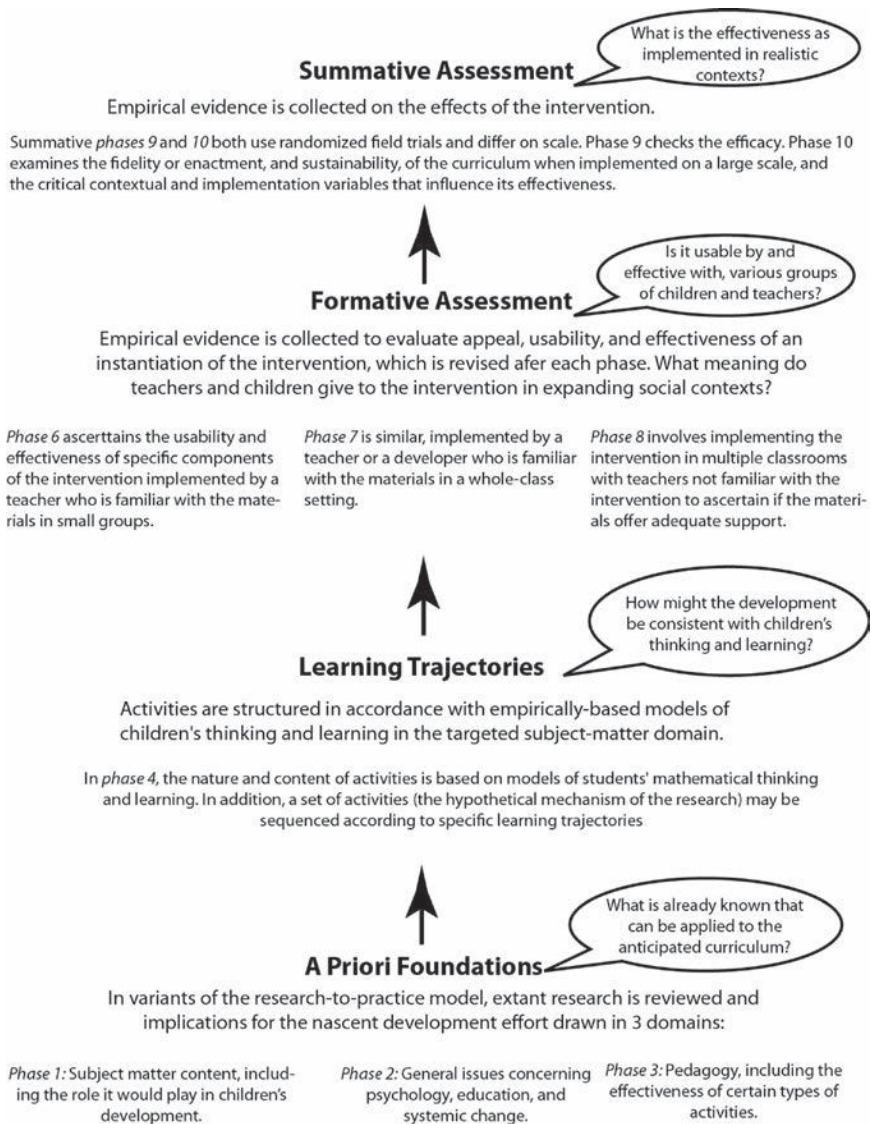 What is the effectiveness as
implemented in realistic
contexts?
Summative Assessment
Empirical evidence is collected on the effects of the intervention.
Summative phases 9 and 10 both use randomized field trials and differ on scale. Phase 9 checks the efficacy. Phase 10
examines the fidelity or enactment, and sustainability, of the curriculum when implemented on a large scale, and
the critical contextual and implementation variables that influence its effectiveness.
Is it usable by and
effective with, various groups
of children and teachers?
Formative Assessment
Empirical evidence is collected to evaluate appeal, usability, and effectiveness of an
instantiation of the intervention, which is revised afer each phase. What meaning do
teachers and children give to the intervention in expanding social contexts?
Phase 6 ascerttains the usability and
effectiveness of specific components
of the intervention implemented by a
teacher who is familiar with the mate-
rials in small groups.
Phase 7 is similar, implemented by a
teacher or a developer who is familiar
with the materials in a whole-class
setting.
Phase 8 involves implementing the
intervention in multiple classrooms
with teachers not familiar with the
intervention to ascertain if the materi-
als offer adequate support.
How might the development
be consistent with children's
thinking and learning?
Learning Trajectories
Activities are structured in accordance with empirically-based models of
children's thinking and learning in the targeted subject-matter domain.
In phase 4, the nature and content of activities is based on models of students' mathematical thinking
and learning. In addition, a set of activities (the hypothetical mechanism of the research) may be
sequenced according to specific learning trajectories
What is already known that
can be applied to the
anticipated curriculum?
A Priori Foundations
In variants of the research-to-practice model, extant research is reviewed and
implications for the nascent development effort drawn in 3 domains:
Phase 1: Subject matter content, includ-
ing the role it would play in children's
development.
Phase 2: General issues concerning
psychology, education, and
systemic change.
Phase 3: Pedagogy, including the
effectiveness of certain types of
activities.